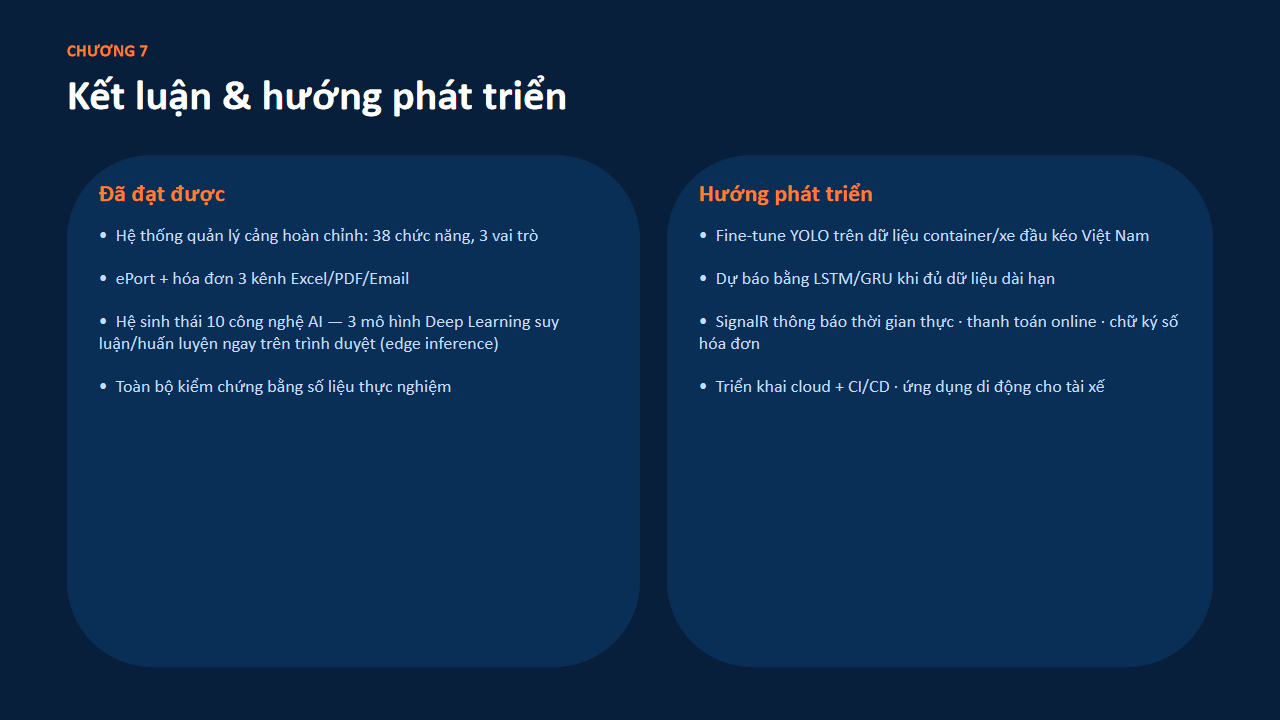 CHƯƠNG 7
Kết luận & hướng phát triển
Đã đạt được
• Hệ thống quản lý cảng hoàn chỉnh: 38 chức năng, 3 vai trò
• ePort + hóa đơn 3 kênh Excel/PDF/Email
• Hệ sinh thái 10 công nghệ AI — 3 mô hình Deep Learning suy
luận/huấn luyện ngay trên trình duyệt (edge inference)
• Toàn bộ kiểm chứng bằng số liệu thực nghiệm
Hướng phát triển
• Fine-tune YOLO trên dữ liệu container/xe đầu kéo Việt Nam
• Dự báo bằng LSTM/GRU khi đủ dữ liệu dài hạn
• SignalR thông báo thời gian thực · thanh toán online · chữ ký số
hóa đơn
• Triển khai cloud + CI/CD · ứng dụng di động cho tài xế